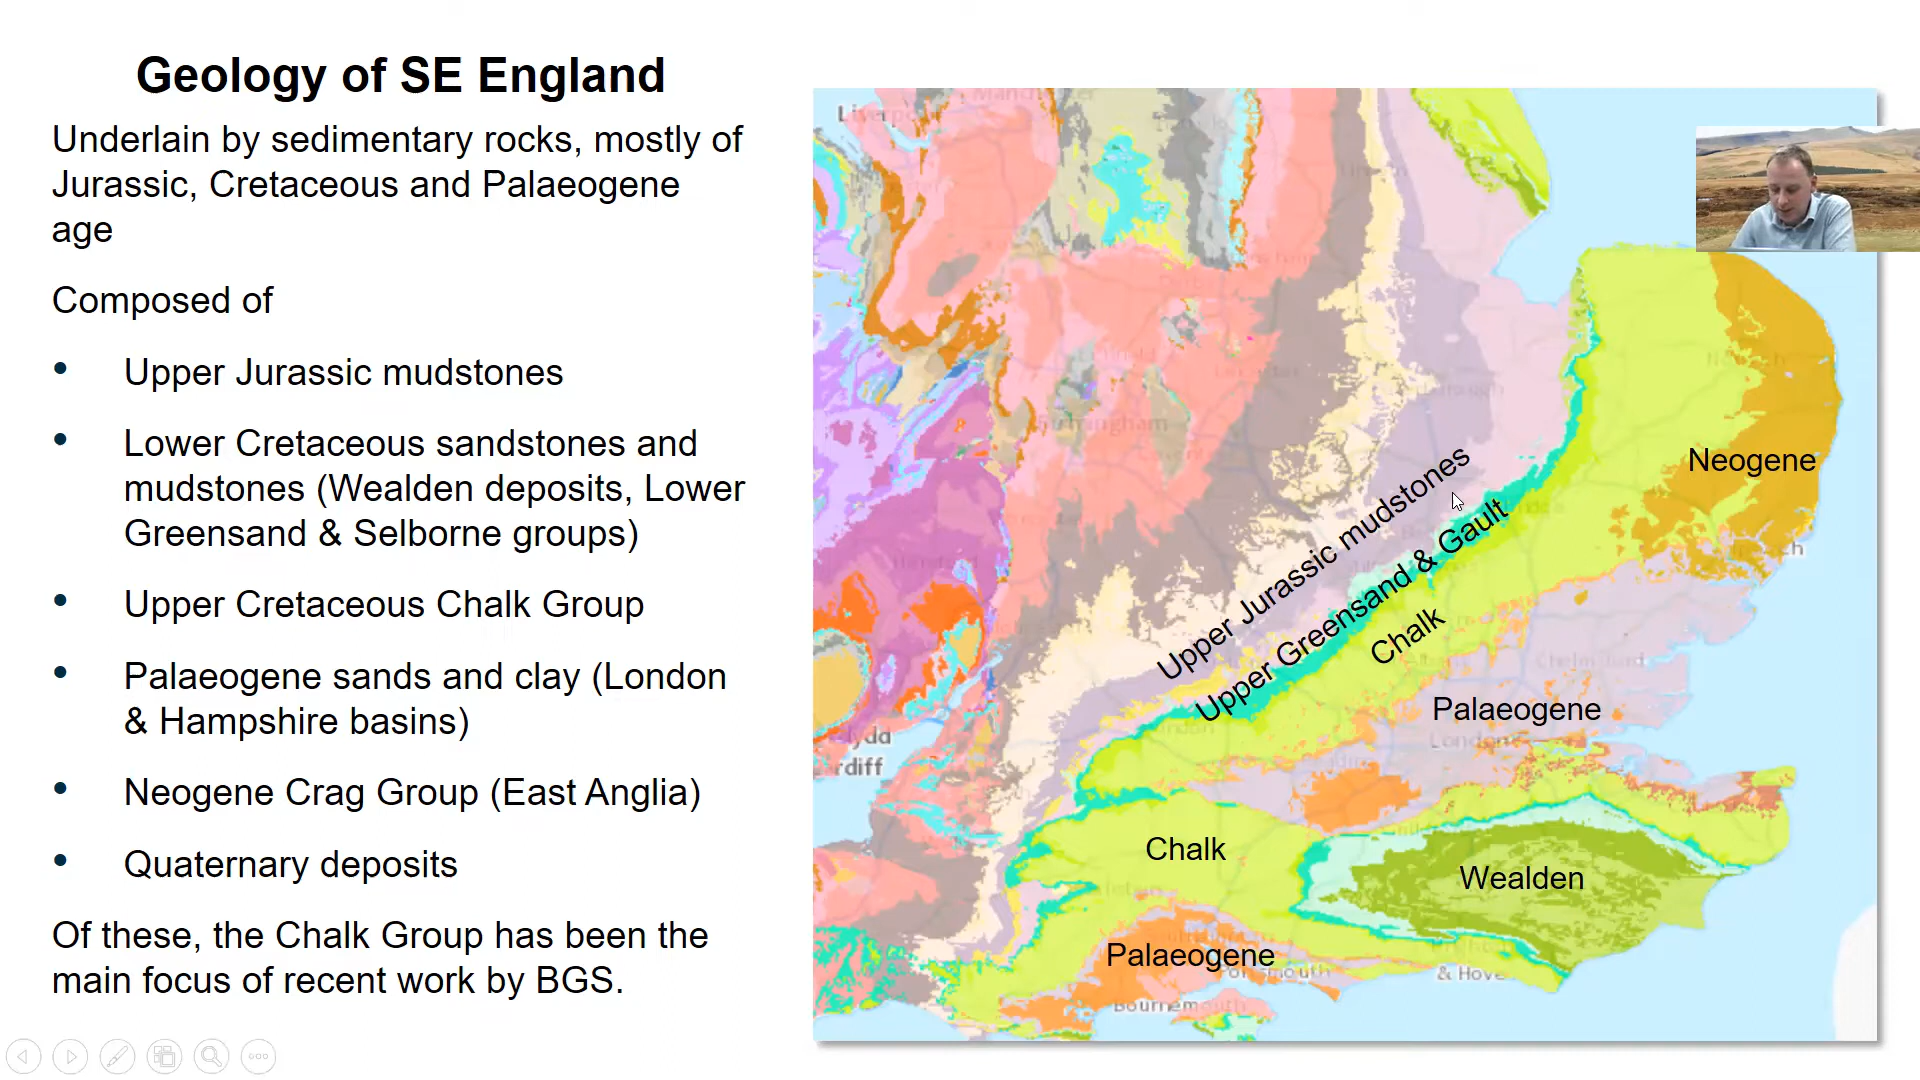 Geology of SE England
Underlain by sedimentary rocks, mostly of
Jurassic, Cretaceous and Palaeogene
age
Composed of
• Upper Jurassic mudstones
• Lower Cretaceous sandstones and
mudstones (Wealden deposits, Lower
Greensand & Selborne groups)
• Upper Cretaceous Chalk Group
• Palaeogene sands and clay (London
& Hampshire basins)
• Neogene Crag Group (East Anglia)
• Quaternary deposits
Of these, the Chalk Group has been the
main focus of recent work by BGS.
Neogene
Upper Jurassic mudstones
Upper Greensand & Gault
Chalk
Palaeogene
London
Chalk
Wealden
Palaeogene
Portsmouth
& Hove
Bournemouth